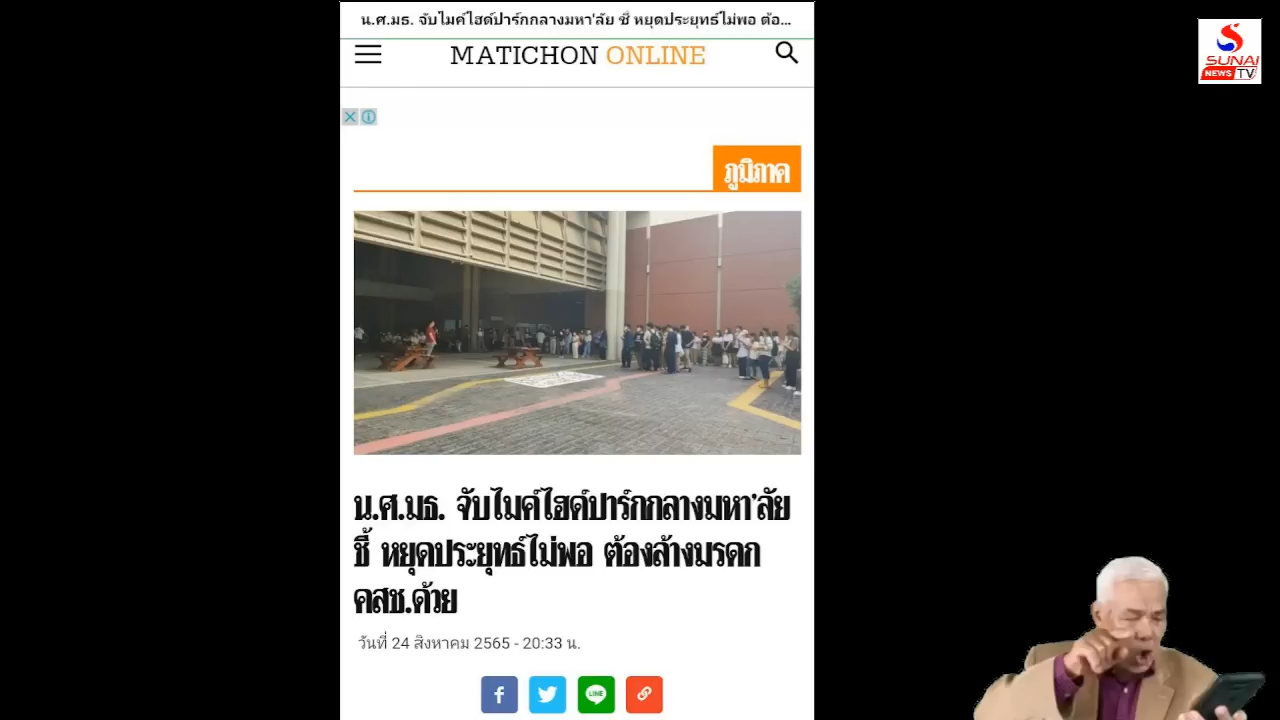 น.ศ.มธ. จับไมค์ไฮด์ปาร์กกลางมหา'ลัย ชี้ หยุดประยุทธ์ไม่พอ ต้อ...
MATICHON ONLINE
SUNAI
NEWS TV
ภูมิภาค
น.ศ.มธ. จับไมค์ไฮด์ปาร์กกลางมหา'ลัย
ชี้ หยุดประยุทธ์ไม่พอ ต้องล้างมรดก
คสช.ด้วย
วันที่ 24 สิงหาคม 2565 - 20:33 น.
LINE